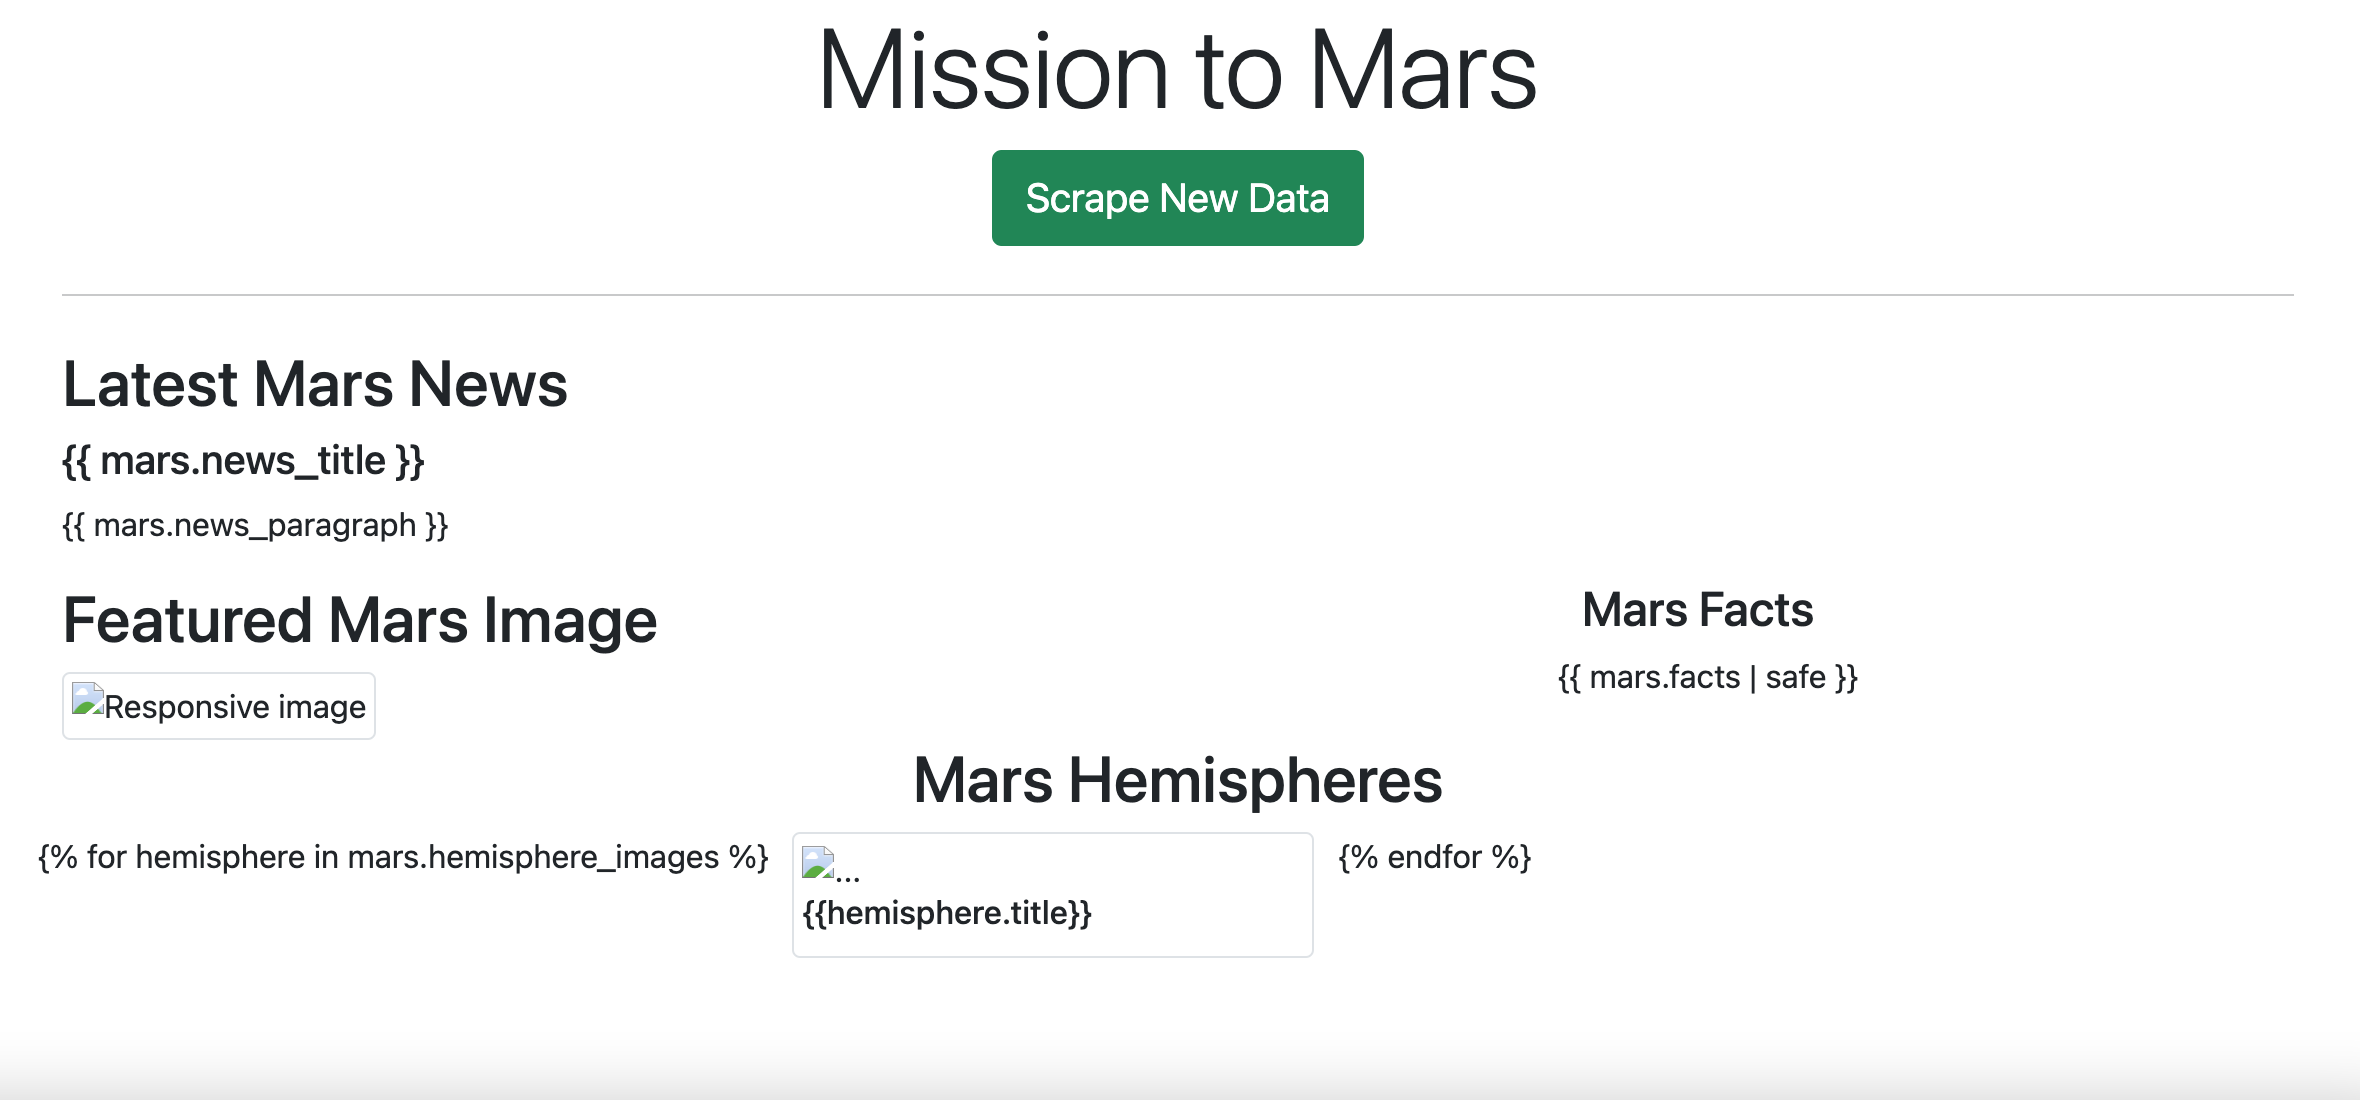 Mission to Mars
Scrape New Data
Latest Mars News
{{ mars.news_title }}
{{ mars.news_paragraph }}
Featured Mars Image
Responsive image
Mars Facts
{{ mars.facts | safe }}
Mars Hemispheres
{% for hemisphere in mars.hemisphere_images %}
...
{{hemisphere.title}}
{% endfor %}